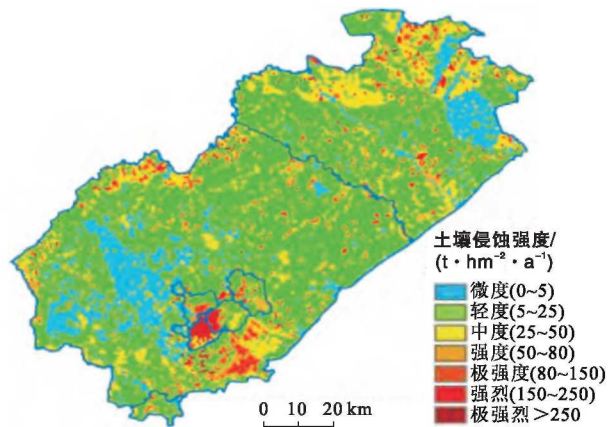 土壤侵蚀强度/
(t·hm⁻²·a⁻¹)
微度(0~5)
轻度(5~25)
中度(25~50)
强度(50~80)
极强度(80~150)
强烈(150~250)
极强烈>250
0 10 20 km